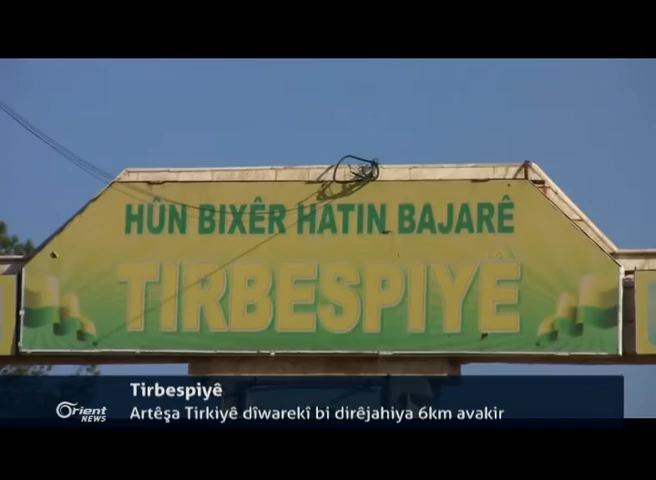 HÛN BIXÊR HATIN BAJARÊ
TIRBESPIYE
Tirbespiyê
Artêşa Tirkiyê dîwarekî bi dirêjahiya 6km avakir
Orient
NEWS